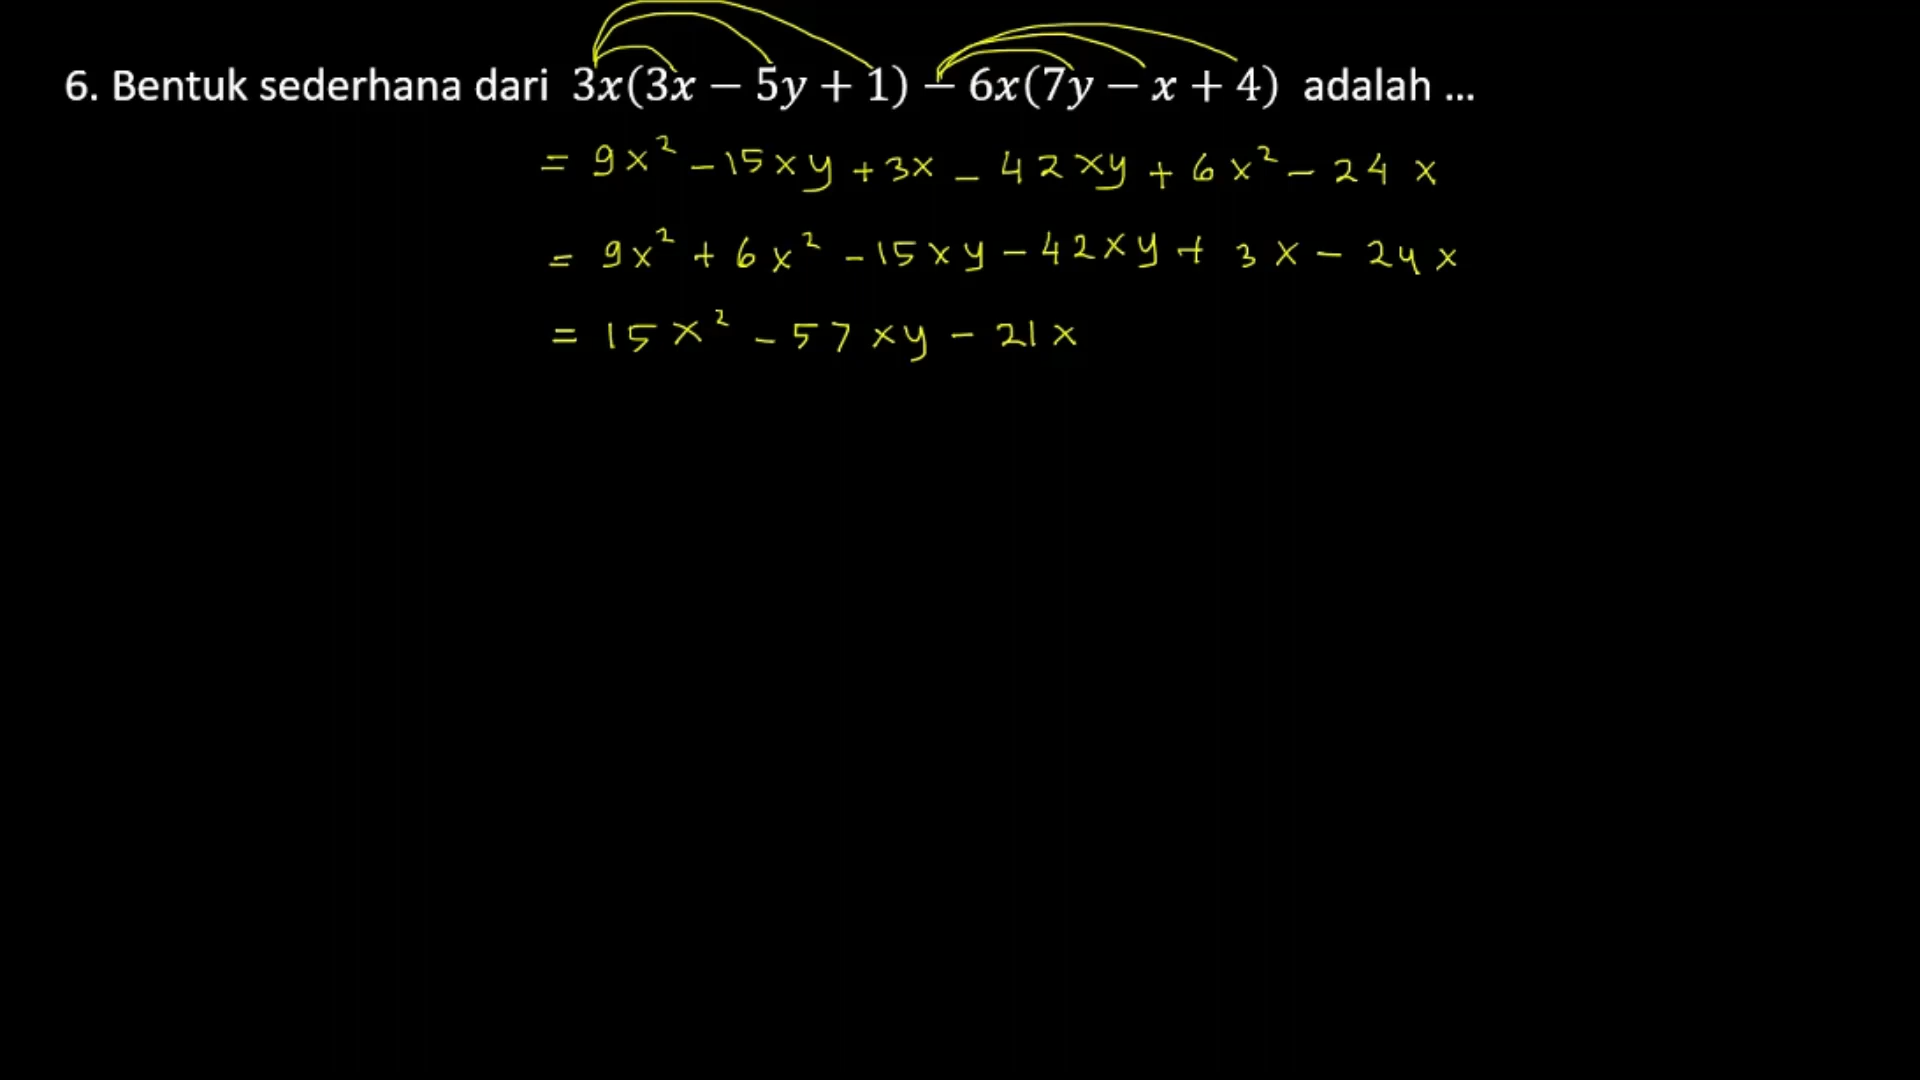 6. Bentuk sederhana dari 3x(3x − 5y + 1) − 6x(7y − x + 4) adalah ...
= 9x² − 15xy + 3x − 42xy + 6x² − 24x
= 9x² + 6x² − 15xy − 42xy + 3x − 24x
= 15x² − 57xy − 21x